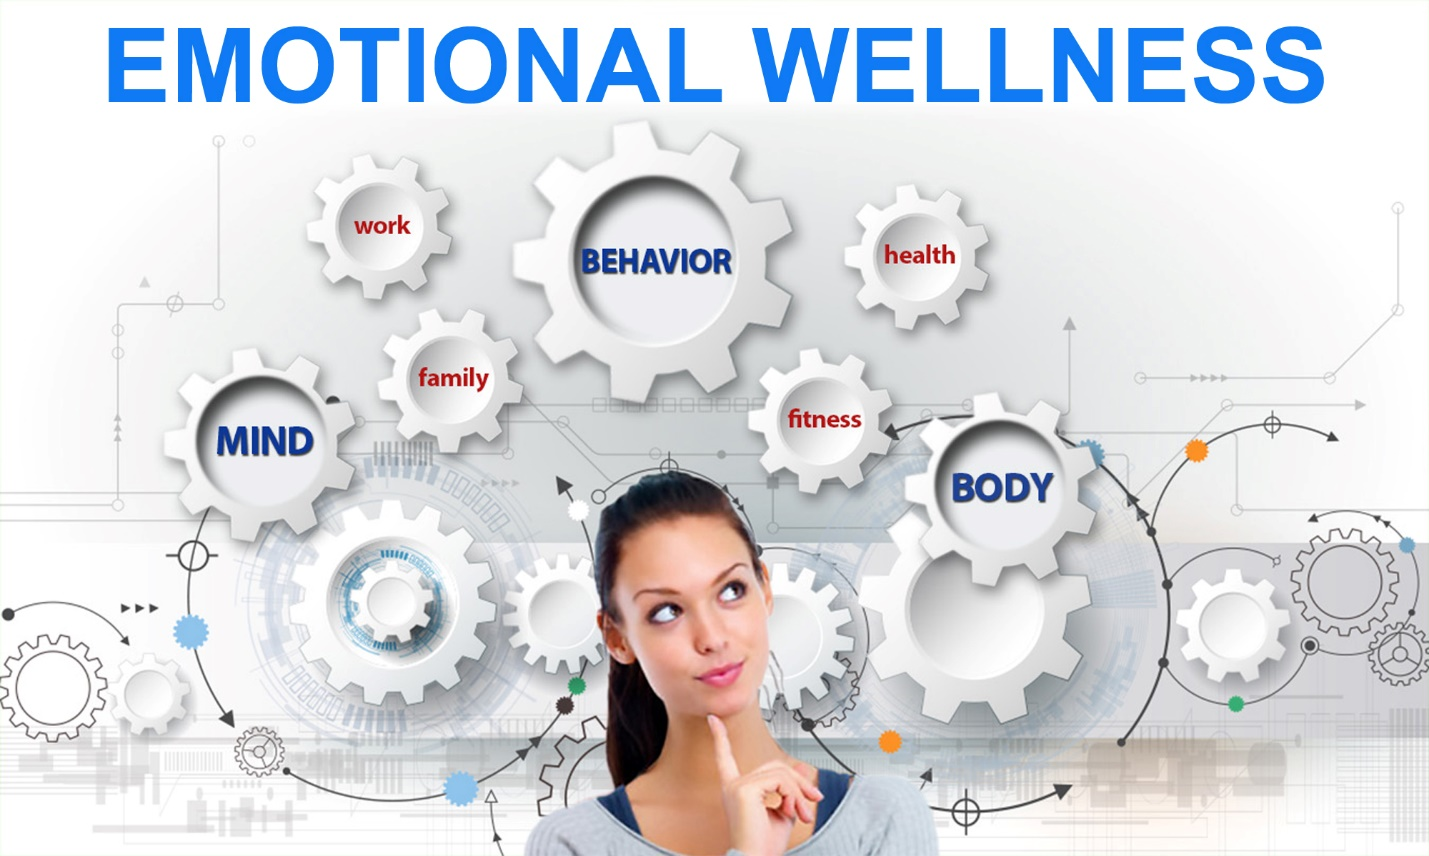 EMOTIONAL WELLNESS
work
BEHAVIOR
health
family
fitness
MIND
BODY